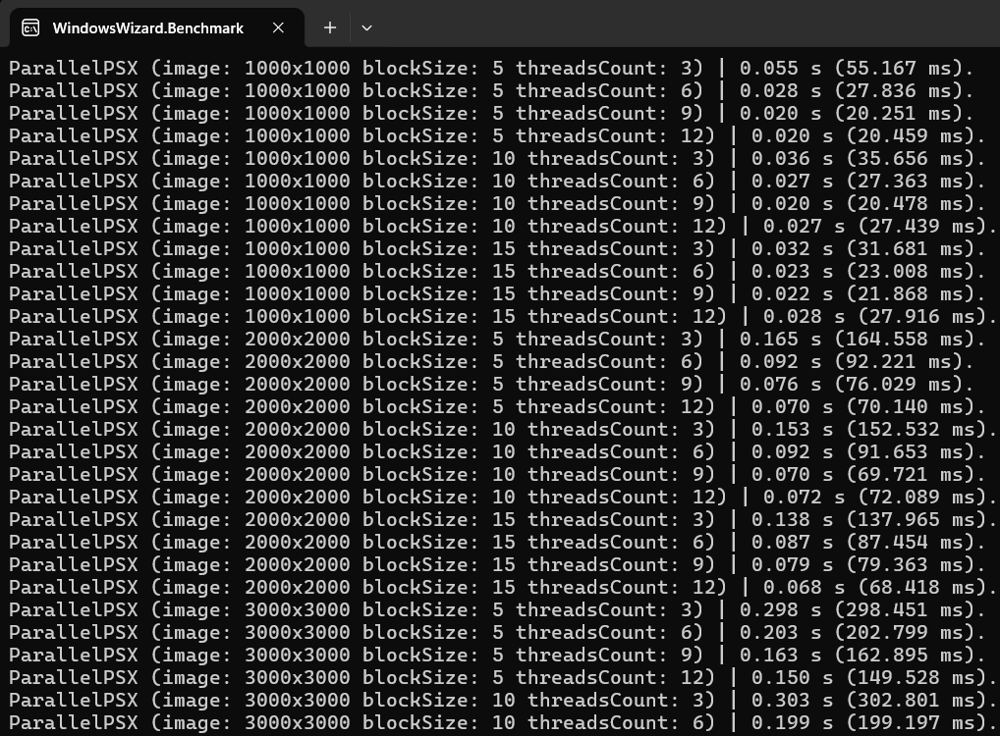 WindowsWizard.Benchmark
ParallelPSX (image: 1000x1000 blockSize: 5 threadsCount: 3) | 0.055 s (55.167 ms).
ParallelPSX (image: 1000x1000 blockSize: 5 threadsCount: 6) | 0.028 s (27.836 ms).
ParallelPSX (image: 1000x1000 blockSize: 5 threadsCount: 9) | 0.020 s (20.251 ms).
ParallelPSX (image: 1000x1000 blockSize: 5 threadsCount: 12) | 0.020 s (20.459 ms).
ParallelPSX (image: 1000x1000 blockSize: 10 threadsCount: 3) | 0.036 s (35.656 ms).
ParallelPSX (image: 1000x1000 blockSize: 10 threadsCount: 6) | 0.027 s (27.363 ms).
ParallelPSX (image: 1000x1000 blockSize: 10 threadsCount: 9) | 0.020 s (20.478 ms).
ParallelPSX (image: 1000x1000 blockSize: 10 threadsCount: 12) | 0.027 s (27.439 ms).
ParallelPSX (image: 1000x1000 blockSize: 15 threadsCount: 3) | 0.032 s (31.681 ms).
ParallelPSX (image: 1000x1000 blockSize: 15 threadsCount: 6) | 0.023 s (23.008 ms).
ParallelPSX (image: 1000x1000 blockSize: 15 threadsCount: 9) | 0.022 s (21.868 ms).
ParallelPSX (image: 1000x1000 blockSize: 15 threadsCount: 12) | 0.028 s (27.916 ms).
ParallelPSX (image: 2000x2000 blockSize: 5 threadsCount: 3) | 0.165 s (164.558 ms).
ParallelPSX (image: 2000x2000 blockSize: 5 threadsCount: 6) | 0.092 s (92.221 ms).
ParallelPSX (image: 2000x2000 blockSize: 5 threadsCount: 9) | 0.076 s (76.029 ms).
ParallelPSX (image: 2000x2000 blockSize: 5 threadsCount: 12) | 0.070 s (70.140 ms).
ParallelPSX (image: 2000x2000 blockSize: 10 threadsCount: 3) | 0.153 s (152.532 ms).
ParallelPSX (image: 2000x2000 blockSize: 10 threadsCount: 6) | 0.092 s (91.653 ms).
ParallelPSX (image: 2000x2000 blockSize: 10 threadsCount: 9) | 0.070 s (69.721 ms).
ParallelPSX (image: 2000x2000 blockSize: 10 threadsCount: 12) | 0.072 s (72.089 ms).
ParallelPSX (image: 2000x2000 blockSize: 15 threadsCount: 3) | 0.138 s (137.965 ms).
ParallelPSX (image: 2000x2000 blockSize: 15 threadsCount: 6) | 0.087 s (87.454 ms).
ParallelPSX (image: 2000x2000 blockSize: 15 threadsCount: 9) | 0.079 s (79.363 ms).
ParallelPSX (image: 2000x2000 blockSize: 15 threadsCount: 12) | 0.068 s (68.418 ms).
ParallelPSX (image: 3000x3000 blockSize: 5 threadsCount: 3) | 0.298 s (298.451 ms).
ParallelPSX (image: 3000x3000 blockSize: 5 threadsCount: 6) | 0.203 s (202.799 ms).
ParallelPSX (image: 3000x3000 blockSize: 5 threadsCount: 9) | 0.163 s (162.895 ms).
ParallelPSX (image: 3000x3000 blockSize: 5 threadsCount: 12) | 0.150 s (149.528 ms).
ParallelPSX (image: 3000x3000 blockSize: 10 threadsCount: 3) | 0.303 s (302.801 ms).
ParallelPSX (image: 3000x3000 blockSize: 10 threadsCount: 6) | 0.199 s (199.197 ms).